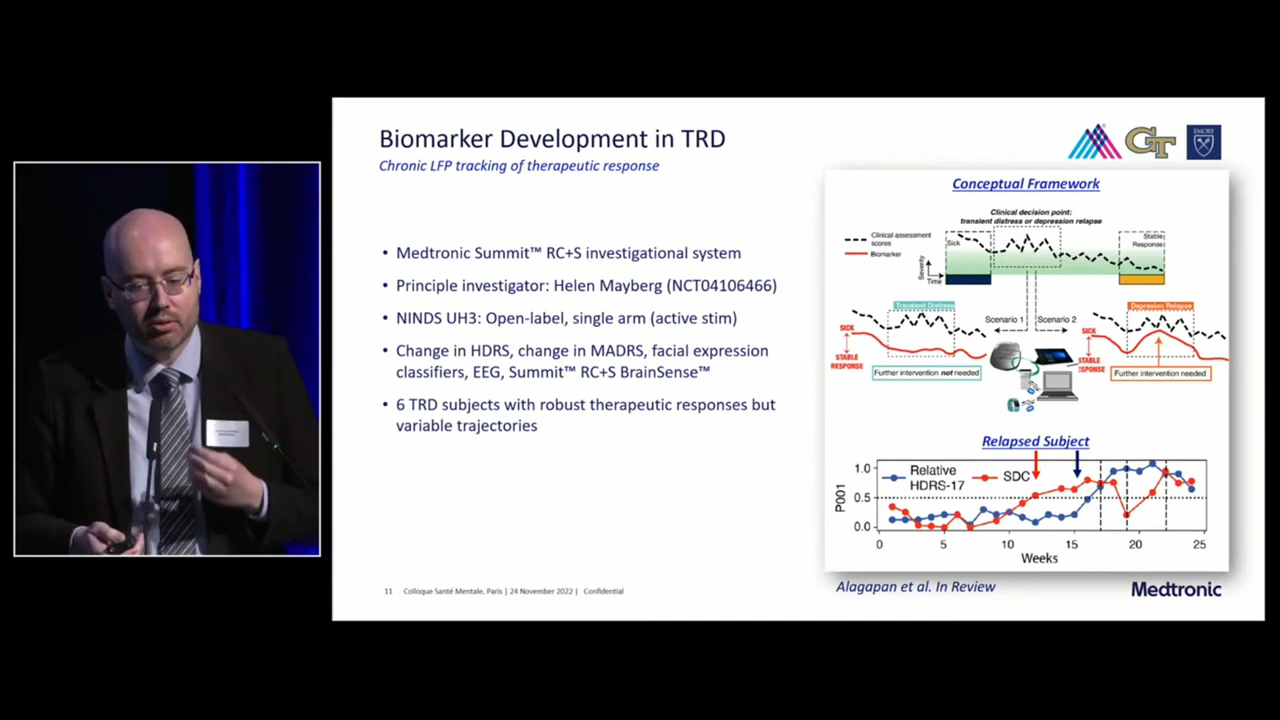 Biomarker Development in TRD
Chronic LFP tracking of therapeutic response
GT
EMORY
• Medtronic Summit™ RC+S investigational system
• Principle investigator: Helen Mayberg (NCT04106466)
• NINDS UH3: Open-label, single arm (active stim)
• Change in HDRS, change in MADRS, facial expression
classifiers, EEG, Summit™ RC+S BrainSense™
• 6 TRD subjects with robust therapeutic responses but
variable trajectories
Conceptual Framework
Clinical decision point:
transient distress or depression relapse
Clinical assessment
scores
Biomarker
Sick
Stable
Response
Severity
Time
Transient Distress
Scenario 1
Scenario 2
Depression Relapse
SICK
STABLE
RESPONSE
Further intervention not needed
SICK
STABLE
RESPONSE
Further intervention needed
Relapsed Subject
P001
1.0
0.5
0.0
Relative
HDRS-17
SDC
0 5 10 15 20 25
Weeks
Alagapan et al. In Review
Medtronic
11 Colloque Santé Mentale, Paris | 24 November 2022 | Confidential